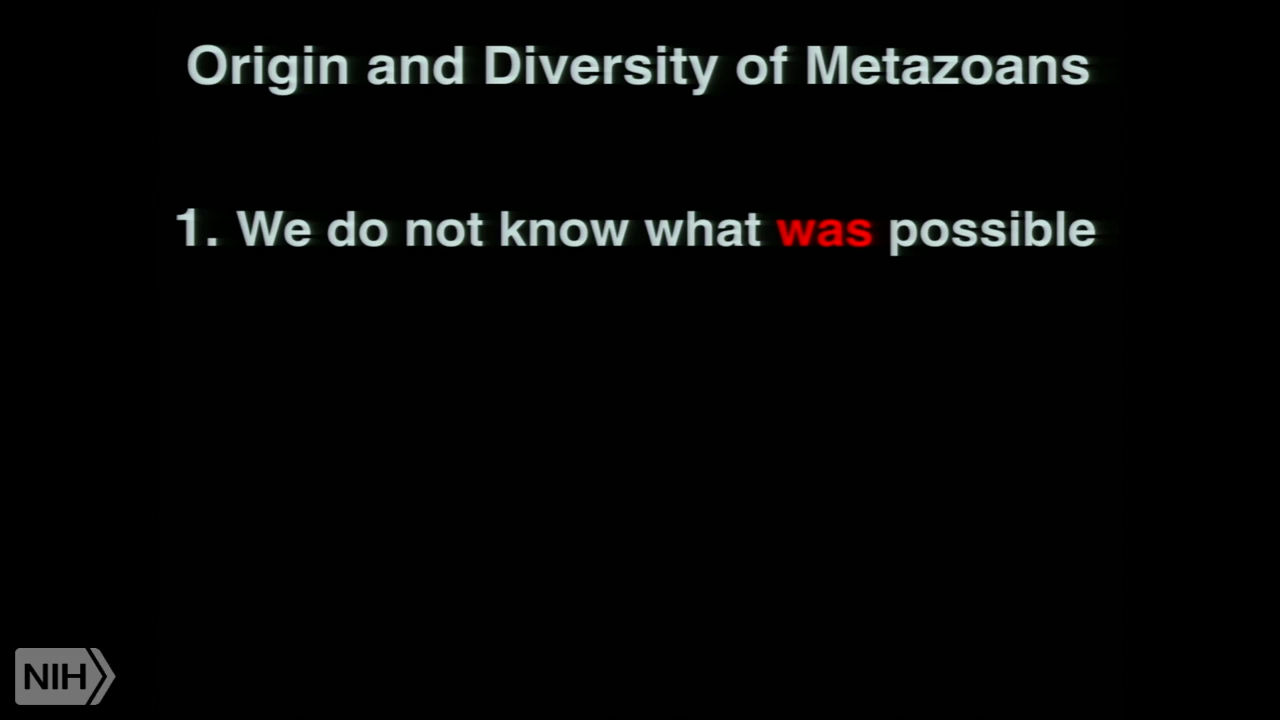 Origin and Diversity of Metazoans
1. We do not know what was possible
NIH